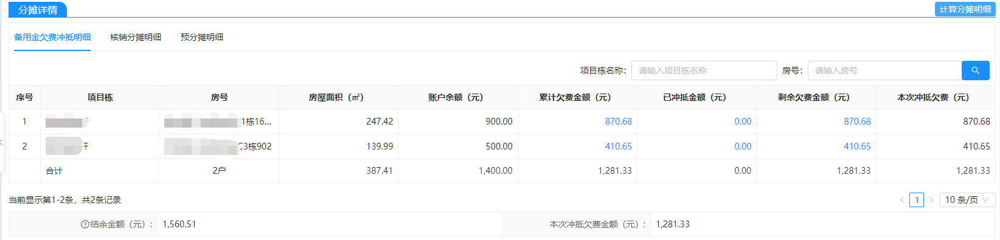 分摊详情 计算分摊明细
备用金欠费冲抵明细 核销分摊明细 预分摊明细
项目栋名称： 请输入项目栋名称 房号： 请输入房号
序号 项目栋 房号 房屋面积（㎡） 账户余额（元） 累计欠费金额（元） 已冲抵金额（元） 剩余欠费金额（元） 本次冲抵欠费（元）
1 1栋16... 247.42 900.00 870.68 0.00 870.68 870.68
2 C3栋902 139.99 500.00 410.65 0.00 410.65 410.65
合计 2户 387.41 1,400.00 1,281.33 0.00 1,281.33 1,281.33
当前显示第1-2条，共2条记录 1 10 条/页
结余金额（元）: 1,560.51 本次冲抵欠费金额（元）: 1,281.33